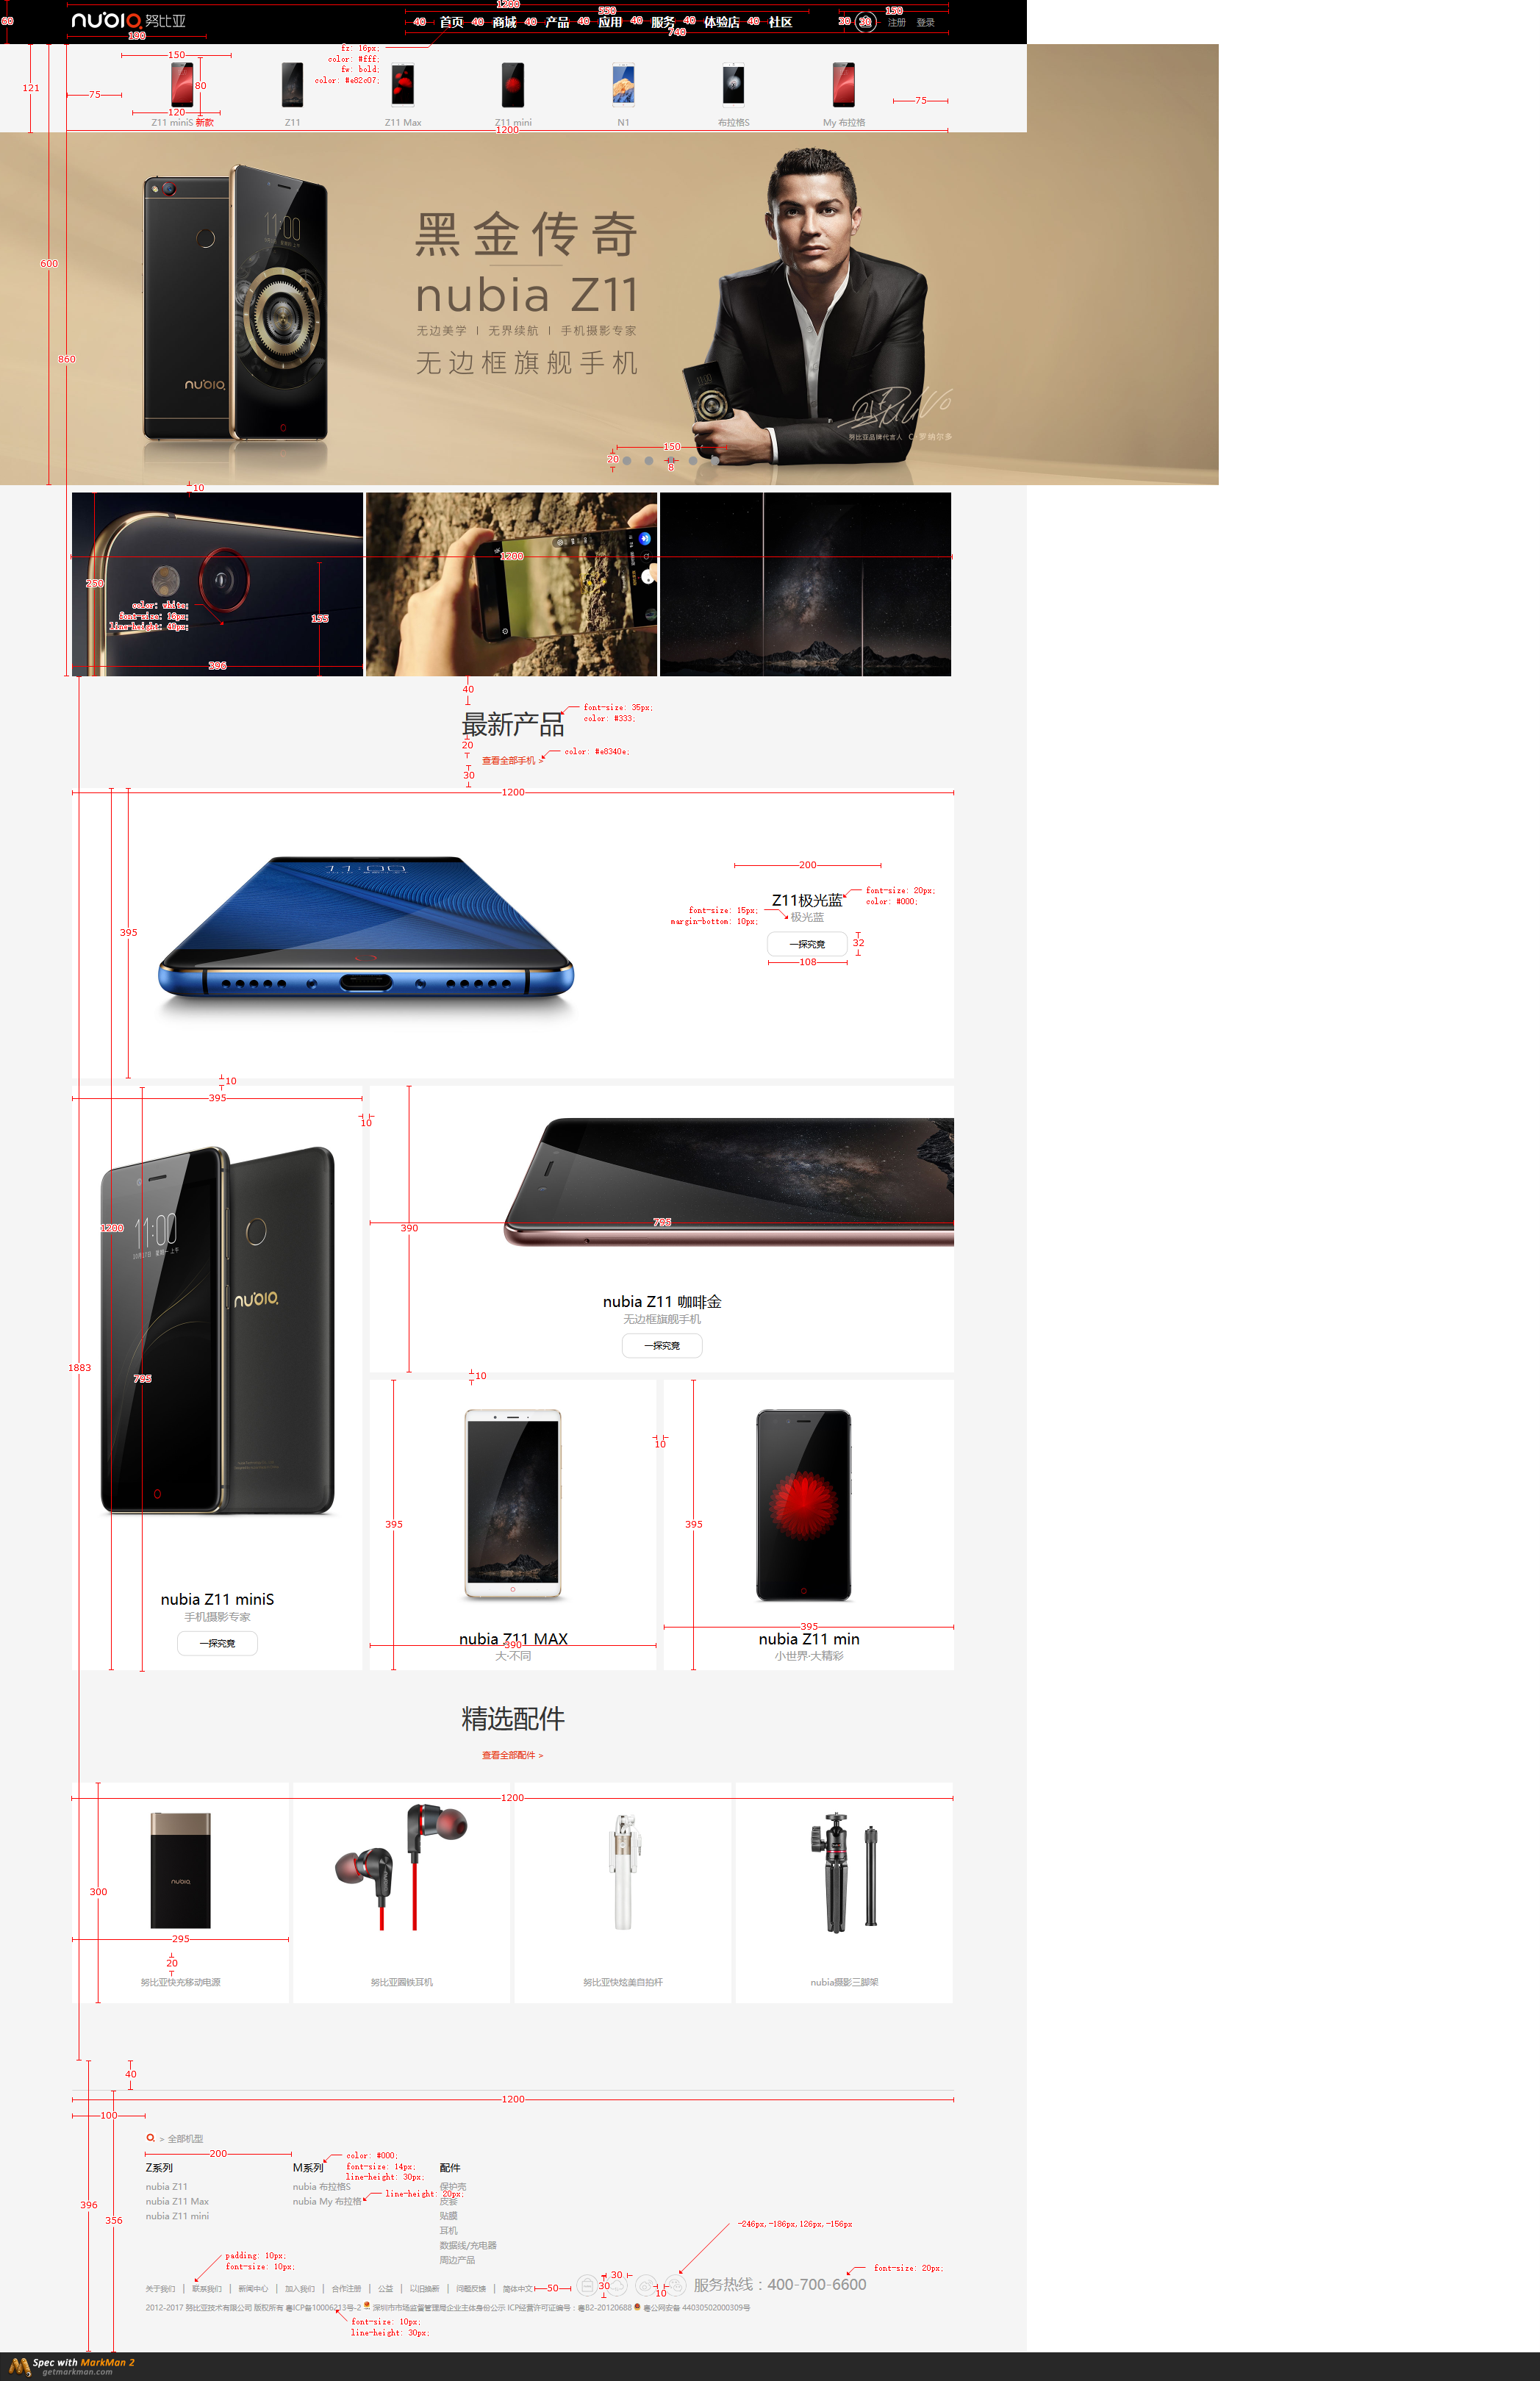 1200
190
60
nubia 努比亚
550
740
150
40 首页 40 商城 40 产品 40 应用 40 服务 40 体验店 40 社区
30 30 注册 登录
fz: 16px;
color: #fff;
fw: bold;
color: #e82c07;
121
75
150
80
120
75
Z11 miniS 新款
Z11
Z11 Max
Z11 mini
N1
布拉格S
My 布拉格
1200
600
860
黑金传奇
nubia Z11
无边美学 | 无界续航 | 手机摄影专家
无边框旗舰手机
11:00
nubia
努比亚品牌代言人 C·罗纳尔多
150
20
8
10
250
1200
color: white;
font-size: 16px;
line-height: 40px;
155
396
40
最新产品
font-size: 35px;
color: #333;
20
查看全部手机 >
color: #e8340e;
30
1200
11:00
395
200
Z11极光蓝
font-size: 20px;
color: #000;
font-size: 15px;
margin-bottom: 10px;
极光蓝
一探究竟
32
108
10
395
10
1200
11:00
nubia
795
390
795
nubia Z11 咖啡金
无边框旗舰手机
一探究竟
1883
10
395
10
395
nubia Z11 miniS
手机摄影专家
一探究竟
nubia Z11 MAX
390
大·不同
395
nubia Z11 min
小世界·大精彩
精选配件
查看全部配件 >
1200
300
nubia
295
20
努比亚快充移动电源
努比亚圈铁耳机
努比亚快炫美自拍杆
nubia摄影三脚架
40
1200
100
> 全部机型
200
color: #000;
font-size: 14px;
line-height: 30px;
Z系列
M系列
配件
nubia Z11
nubia Z11 Max
nubia Z11 mini
nubia 布拉格S
nubia My 布拉格
line-height: 20px;
保护壳
皮套
贴膜
耳机
数据线/充电器
周边产品
396
356
-246px,-186px,126px,-156px
padding: 10px;
font-size: 10px;
font-size: 20px;
关于我们 | 联系我们 | 新闻中心 | 加入我们 | 合作注册 | 公益 | 以旧换新 | 问题反馈 | 简体中文
50
30
30
10
服务热线：400-700-6600
2012-2017 努比亚技术有限公司 版权所有 粤ICP备10006213号-2 深圳市市场监督管理局企业主体身份公示 ICP经营许可证编号：粤B2-20120688 粤公网安备 44030502000309号
font-size: 10px;
line-height: 30px;
Spec with MarkMan 2
getmarkman.com